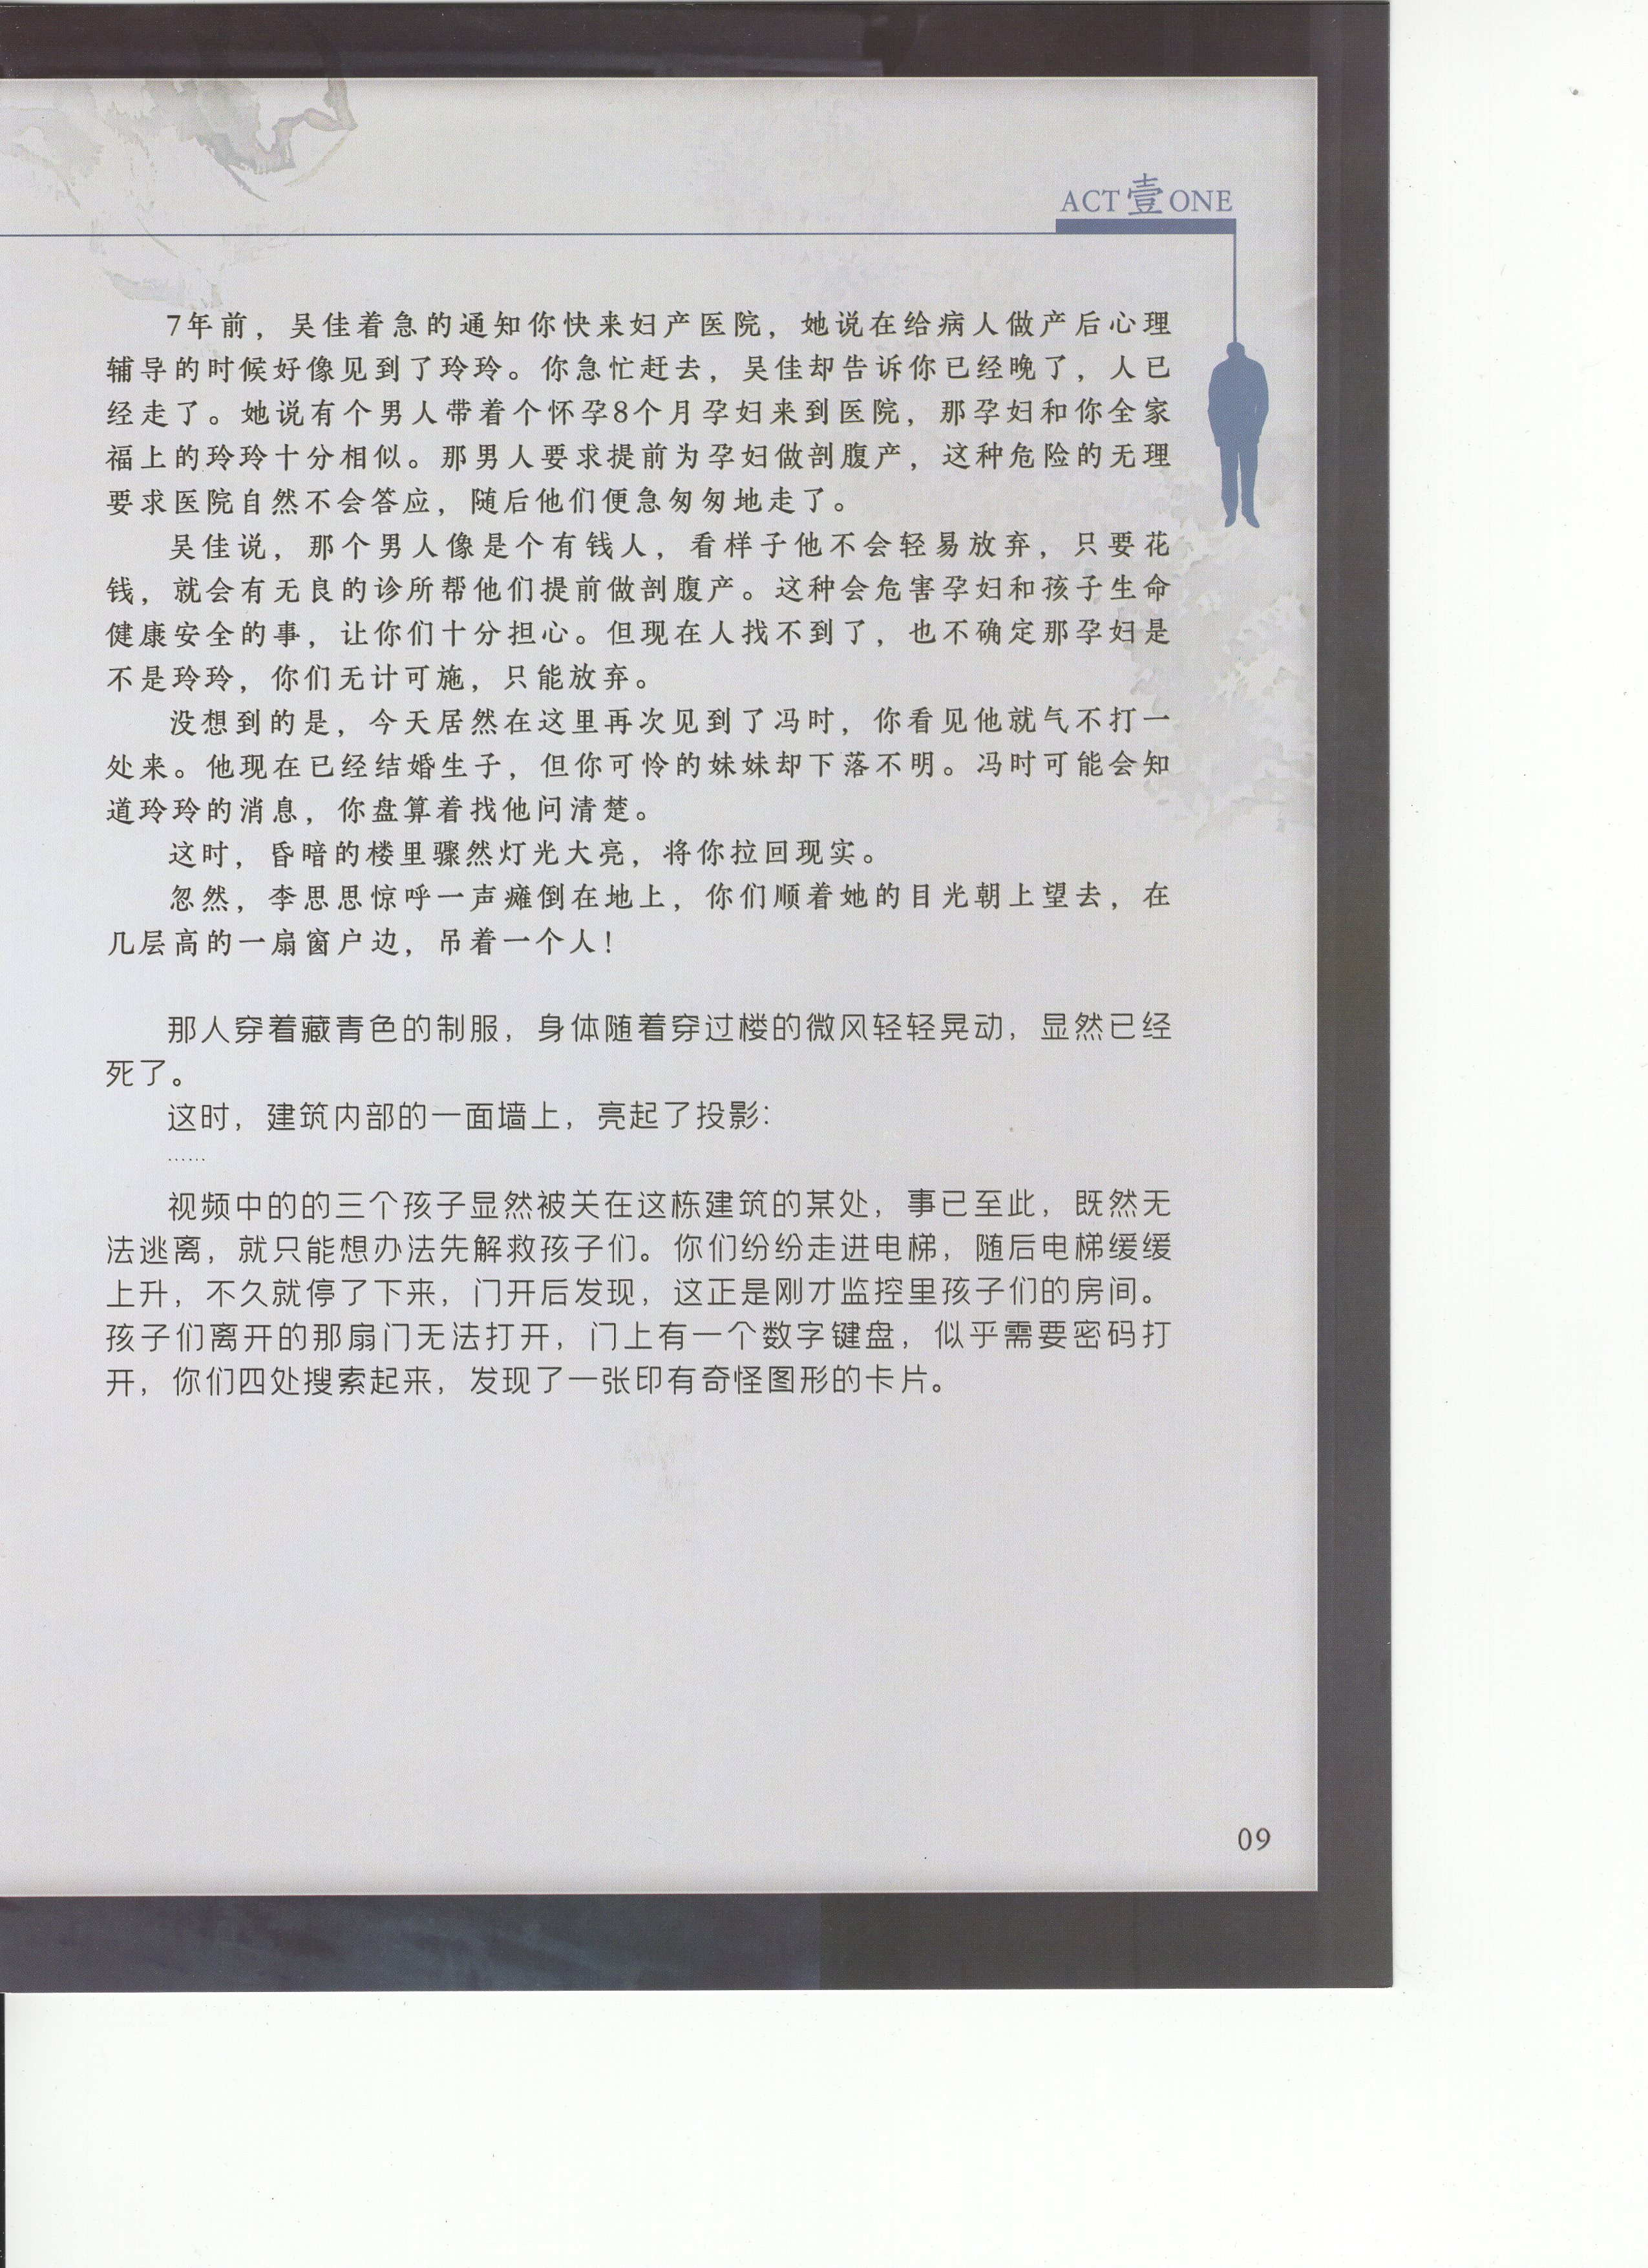 ACT 壹 ONE
7年前，吴佳着急的通知你快来妇产医院，她说在给病人做产后心理
辅导的时候好像见到了玲玲。你急忙赶去，吴佳却告诉你已经晚了，人已
经走了。她说有个男人带着个怀孕8个月孕妇来到医院，那孕妇和你全家
福上的玲玲十分相似。那男人要求提前为孕妇做剖腹产，这种危险的无理
要求医院自然不会答应，随后他们便急匆匆地走了。
吴佳说，那个男人像是个有钱人，看样子他不会轻易放弃，只要花
钱，就会有无良的诊所帮他们提前做剖腹产。这种会危害孕妇和孩子生命
健康安全的事，让你们十分担心。但现在人找不到了，也不确定那孕妇是
不是玲玲，你们无计可施，只能放弃。
没想到的是，今天居然在这里再次见到了冯时，你看见他就气不打一
处来。他现在已经结婚生子，但你可怜的妹妹却下落不明。冯时可能会知
道玲玲的消息，你盘算着找他问清楚。
这时，昏暗的楼里骤然灯光大亮，将你拉回现实。
忽然，李思思惊呼一声瘫倒在地上，你们顺着她的目光朝上望去，在
几层高的一扇窗户边，吊着一个人！
那人穿着藏青色的制服，身体随着穿过楼的微风轻轻晃动，显然已经
死了。
这时，建筑内部的一面墙上，亮起了投影：
……
视频中的的三个孩子显然被关在这栋建筑的某处，事已至此，既然无
法逃离，就只能想办法先解救孩子们。你们纷纷走进电梯，随后电梯缓缓
上升，不久就停了下来，门开后发现，这正是刚才监控里孩子们的房间。
孩子们离开的那扇门无法打开，门上有一个数字键盘，似乎需要密码打
开，你们四处搜索起来，发现了一张印有奇怪图形的卡片。
09